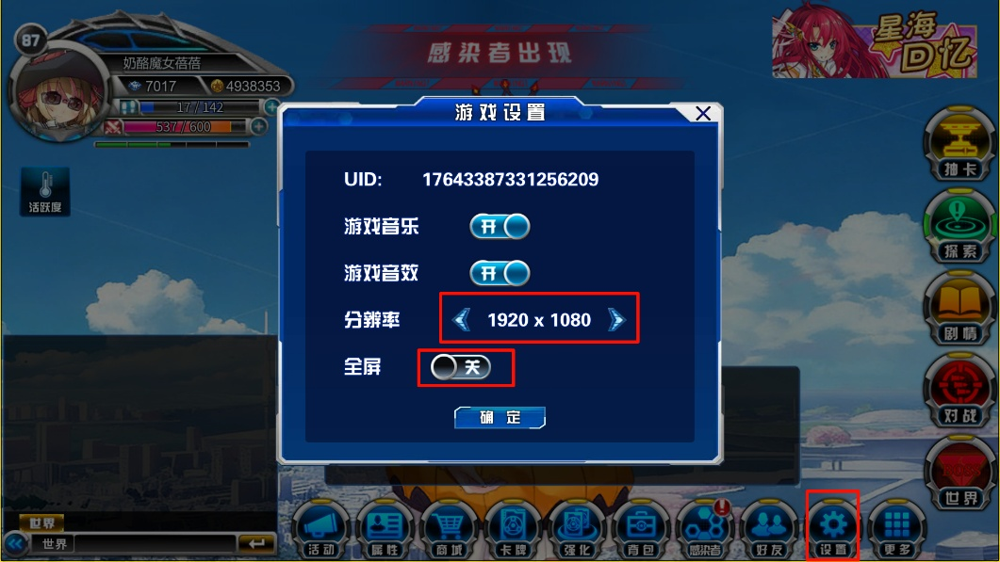 87
奶酪魔女蓓蓓
7017
4938353
17 / 142
537 / 600
活跃度
感染者出现
星海
回忆
游戏设置
UID: 17643387331256209
游戏音乐 开
游戏音效 开
分辨率 1920 x 1080
全屏 关
确定
抽卡
探索
剧情
对战
世界
世界
世界
活动
属性
商城
卡牌
强化
背包
感染者
好友
设置
更多